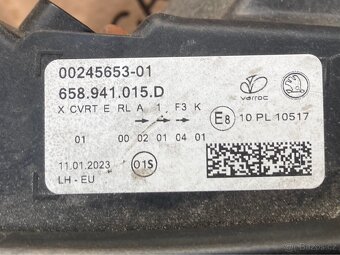 00245653-01
658.941.015.D
varroc
X CVRT E RL A 1 F3 K
E8 10 PL 10517
01 00 02 01 04 01
11.01.2023
01S
LH - EU